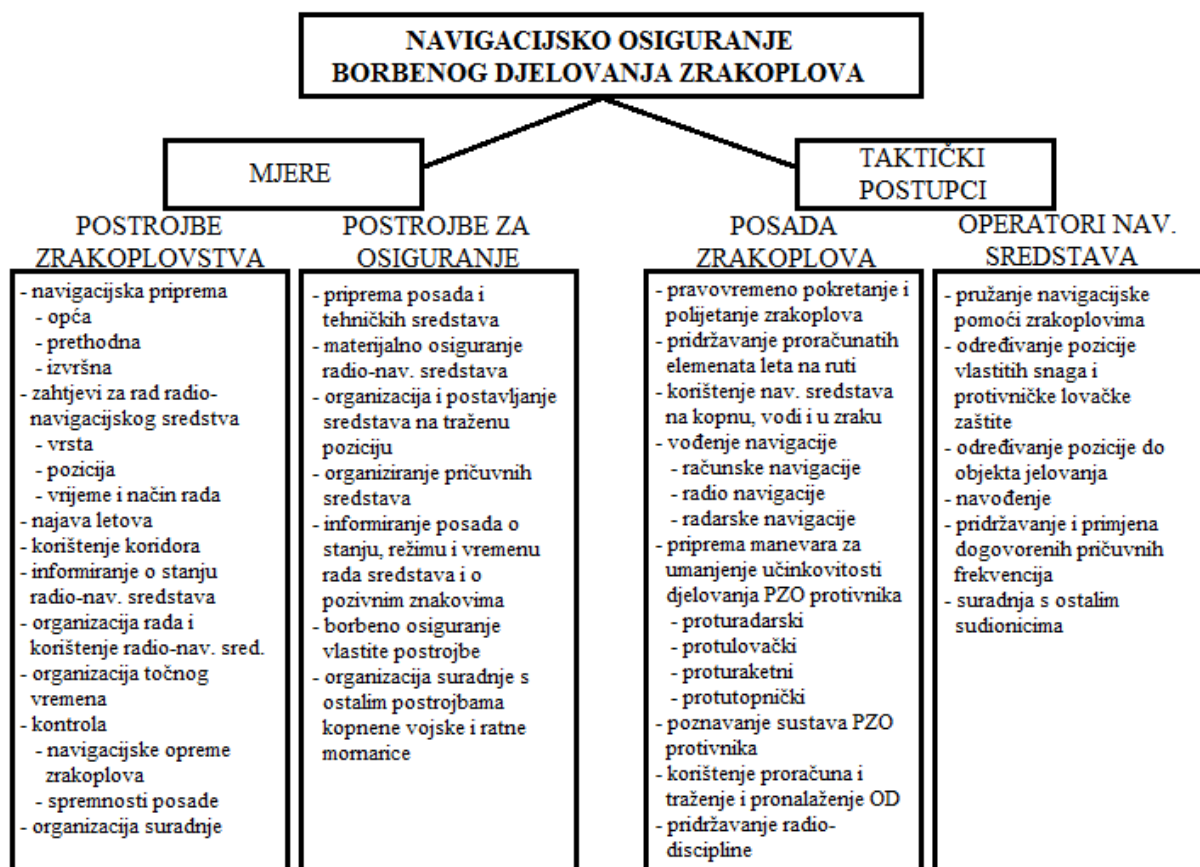 NAVIGACIJSKO OSIGURANJE
BORBENOG DJELOVANJA ZRAKOPLOVA
MJERE
TAKTIČKI
POSTUPCI
POSTROJBE
ZRAKOPLOVSTVA
- navigacijska priprema
- opća
- prethodna
- izvršna
- zahtjevi za rad radio-
navigacijskog sredstva
- vrsta
- pozicija
- vrijeme i način rada
- najava letova
- korištenje koridora
- informiranje o stanju
radio-nav. sredstava
- organizacija rada i
korištenje radio-nav. sred.
- organizacija točnog
vremena
- kontrola
- navigacijske opreme
zrakoplova
- spremnosti posade
- organizacija suradnje
POSTROJBE ZA
OSIGURANJE
- priprema posada i
tehničkih sredstava
- materijalno osiguranje
radio-nav. sredstava
- organizacija i postavljanje
sredstava na traženu
poziciju
- organiziranje pričuvnih
sredstava
- informiranje posada o
stanju, režimu i vremenu
rada sredstava i o
pozivnim znakovima
- borbeno osiguranje
vlastite postrojbe
- organizacija suradnje s
ostalim postrojbama
kopnene vojske i ratne
mornarice
POSADA
ZRAKOPLOVA
- pravovremeno pokretanje i
polijetanje zrakoplova
- pridržavanje proračunatih
elemenata leta na ruti
- korištenje nav. sredstava
na kopnu, vodi i u zraku
- vođenje navigacije
- računske navigacije
- radio navigacije
- radarske navigacije
- priprema manevara za
umanjenje učinkovitosti
djelovanja PZO protivnika
- proturadarski
- protulovački
- proturaketni
- protutopnički
- poznavanje sustava PZO
protivnika
- korištenje proračuna i
traženje i pronalaženje OD
- pridržavanje radio-
discipline
OPERATORI NAV.
SREDSTAVA
- pružanje navigacijske
pomoći zrakoplovima
- određivanje pozicije
vlastitih snaga i
protivničke lovačke
zaštite
- određivanje pozicije do
objekta jelovanja
- navođenje
- pridržavanje i primjena
dogovorenih pričuvnih
frekvencija
- suradnja s ostalim
sudionicima